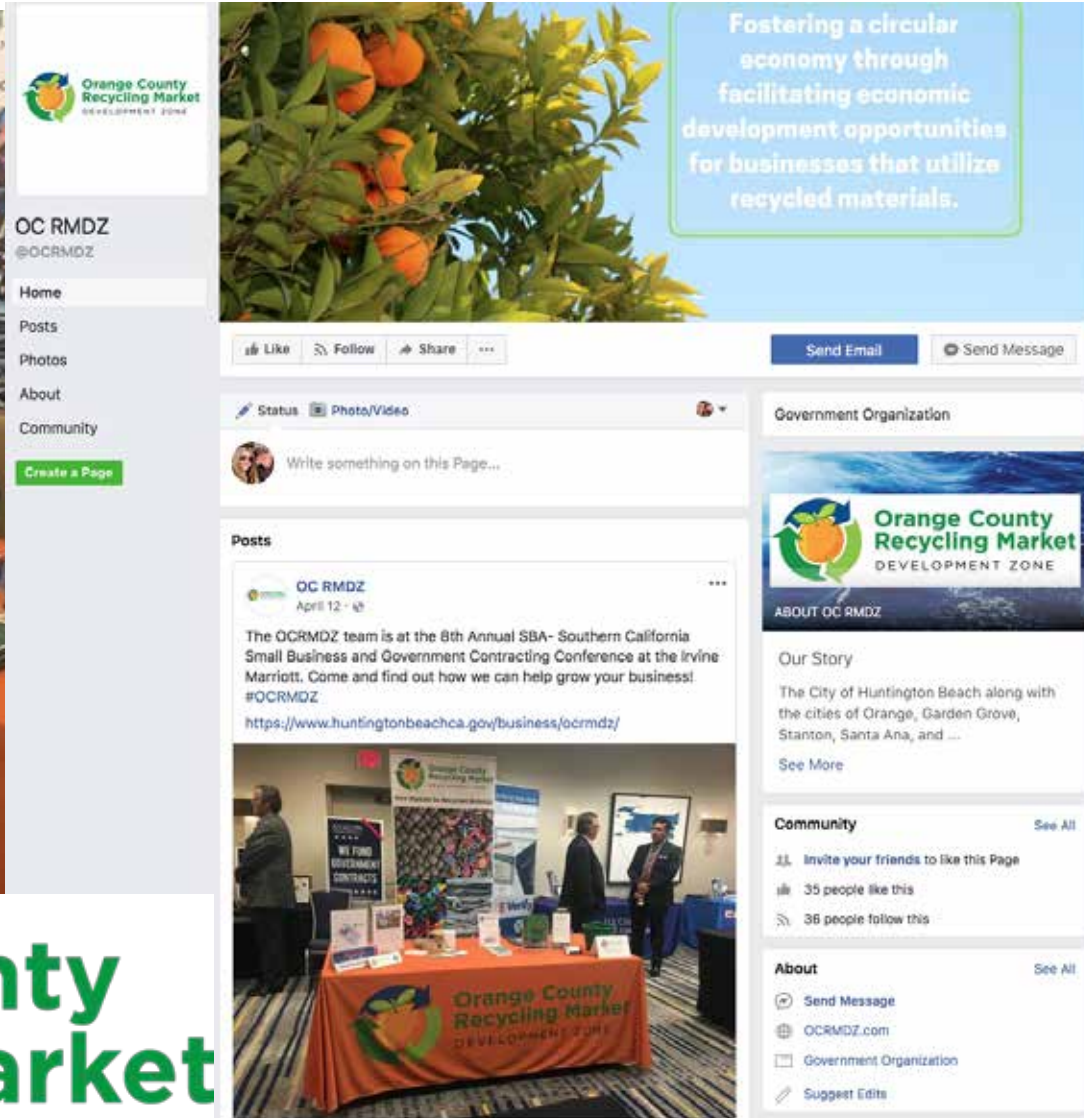 Orange County
Recycling Market
DEVELOPMENT ZONE
OC RMDZ
@OCRMDZ
Home
Posts
Photos
About
Community
Create a Page
Fostering a circular
economy through
facilitating economic
development opportunities
for businesses that utilize
recycled materials.
Like
Follow
Share
...
Send Email
Send Message
Status
Photo/Video
Write something on this Page...
Posts
OC RMDZ
April 12
...
The OCRMDZ team is at the 8th Annual SBA- Southern California
Small Business and Government Contracting Conference at the Irvine
Marriott. Come and find out how we can help grow your business!
#OCRMDZ
https://www.huntingtonbeachca.gov/business/ocrmdz/
Orange County
Recycling Market
WE FUND
GOVERNMENT
CONTRACTS
Orange County
Recycling Market
DEVELOPMENT ZONE
Government Organization
Orange County
Recycling Market
DEVELOPMENT ZONE
ABOUT OC RMDZ
Our Story
The City of Huntington Beach along with
the cities of Orange, Garden Grove,
Stanton, Santa Ana, and ...
See More
Community
See All
Invite your friends to like this Page
35 people like this
36 people follow this
About
See All
Send Message
OCRMDZ.com
Government Organization
Suggest Edits
nty
arket